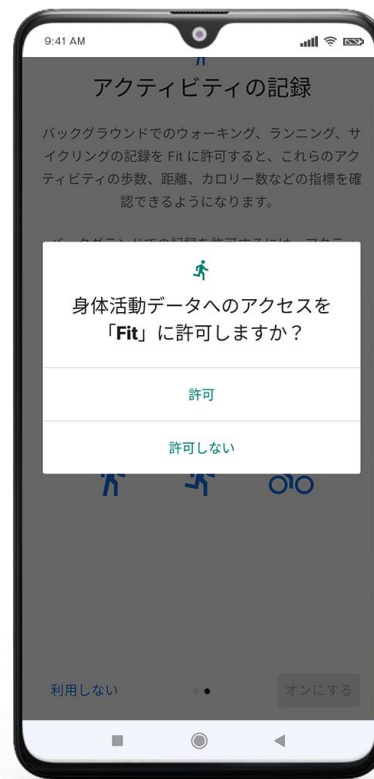 9:41 AM
アクティビティの記録
バックグラウンドでのウォーキング、ランニング、サ
イクリングの記録を Fit に許可すると、これらのアク
ティビティの歩数、距離、カロリー数などの指標を確
認できるようになります。
身体活動データへのアクセスを
「Fit」に許可しますか？
許可
許可しない
利用しない
オンにする